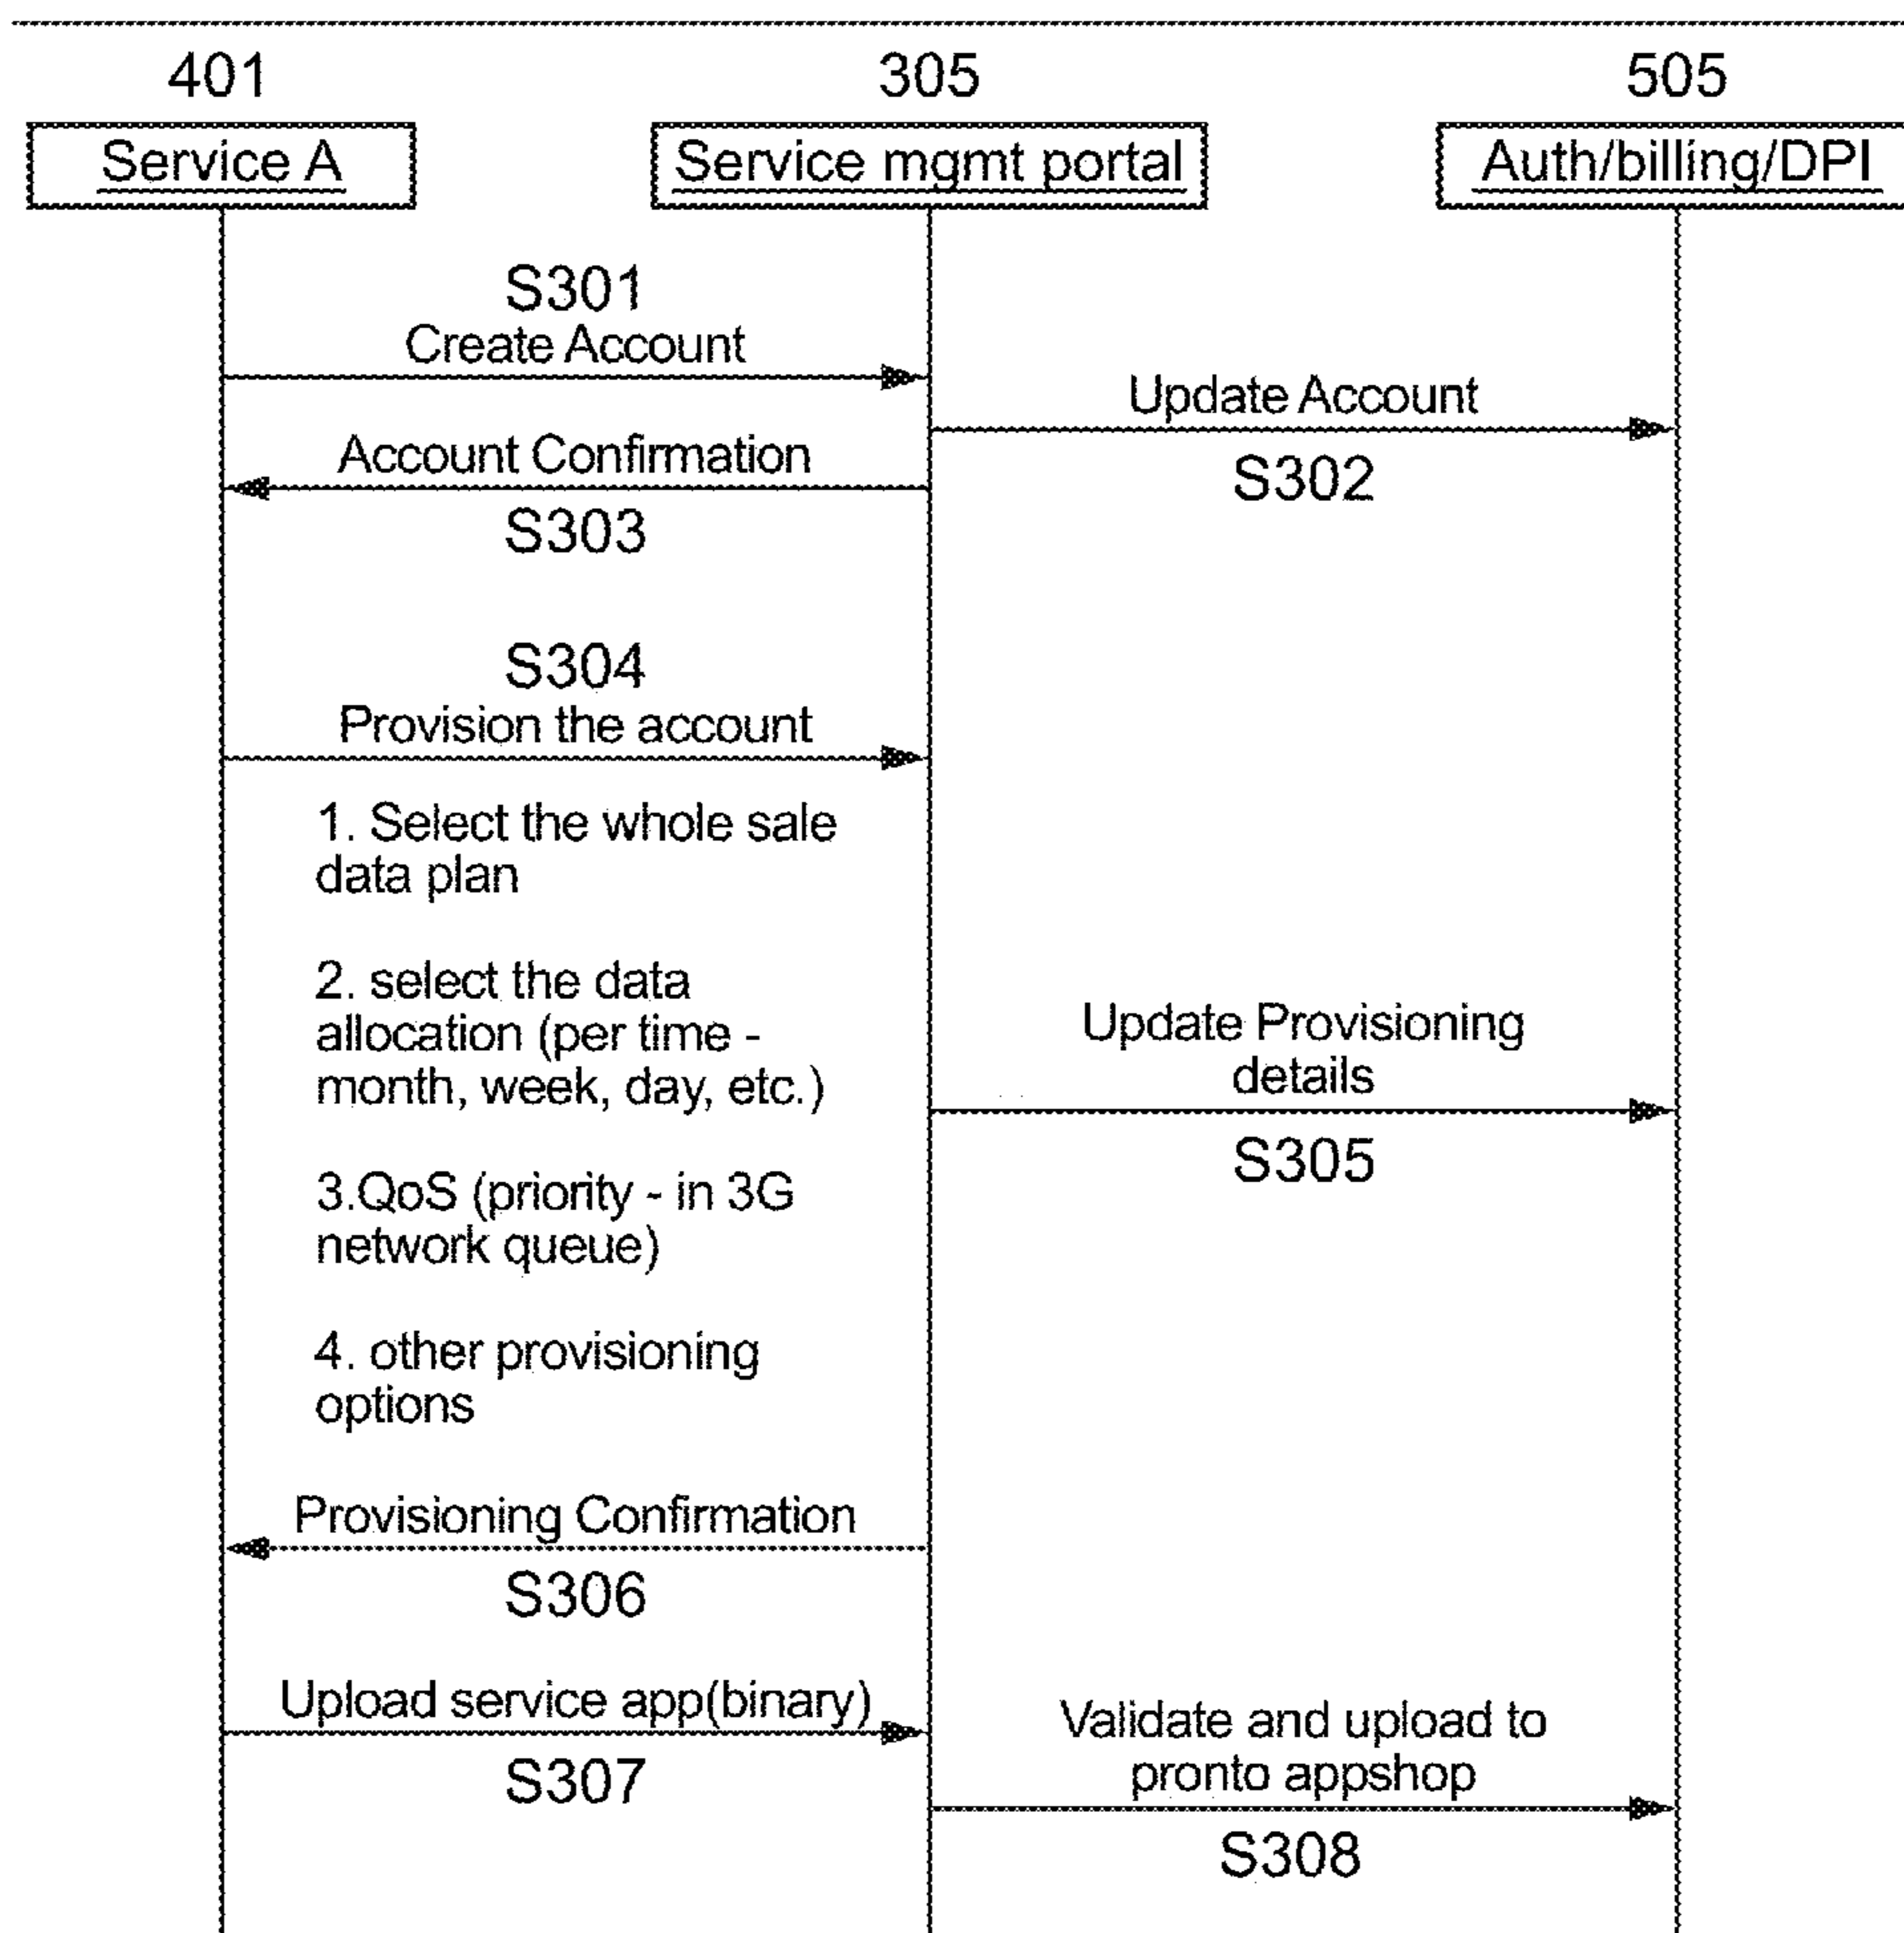 401
305
505
Service A
Service mgmt portal
Auth/billing/DPI
S301
Create Account
Update Account
S302
Account Confirmation
S303
S304
Provision the account
1. Select the whole sale
data plan
2. select the data
allocation (per time -
month, week, day, etc.)
Update Provisioning
details
S305
3.QoS (priority - in 3G
network queue)
4. other provisioning
options
Provisioning Confirmation
S306
Upload service app(binary)
S307
Validate and upload to
pronto appshop
S308